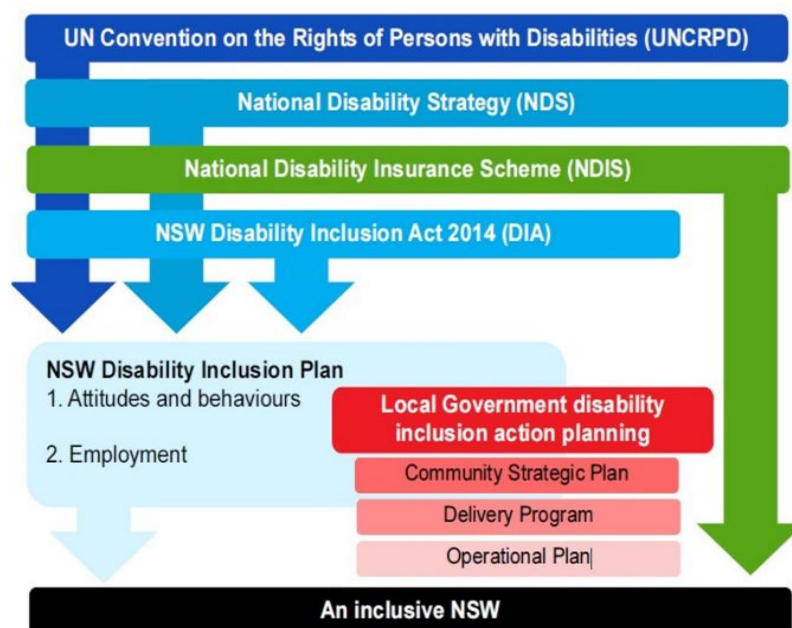 UN Convention on the Rights of Persons with Disabilities (UNCRPD)
National Disability Strategy (NDS)
National Disability Insurance Scheme (NDIS)
NSW Disability Inclusion Act 2014 (DIA)
NSW Disability Inclusion Plan
1. Attitudes and behaviours
2. Employment
Local Government disability
inclusion action planning
Community Strategic Plan
Delivery Program
Operational Plan
An inclusive NSW